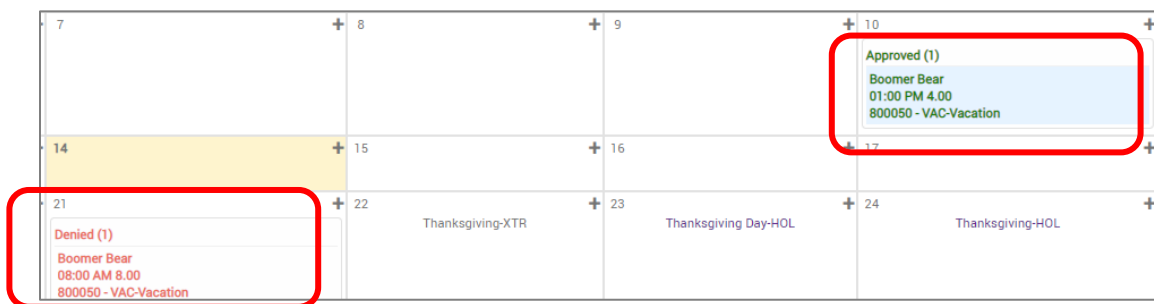 7
8
9
10
Approved (1)
Boomer Bear
01:00 PM 4.00
800050 - VAC-Vacation
14
15
16
17
21
22
23
24
Thanksgiving-XTR
Thanksgiving Day-HOL
Thanksgiving-HOL
Denied (1)
Boomer Bear
08:00 AM 8.00
800050 - VAC-Vacation